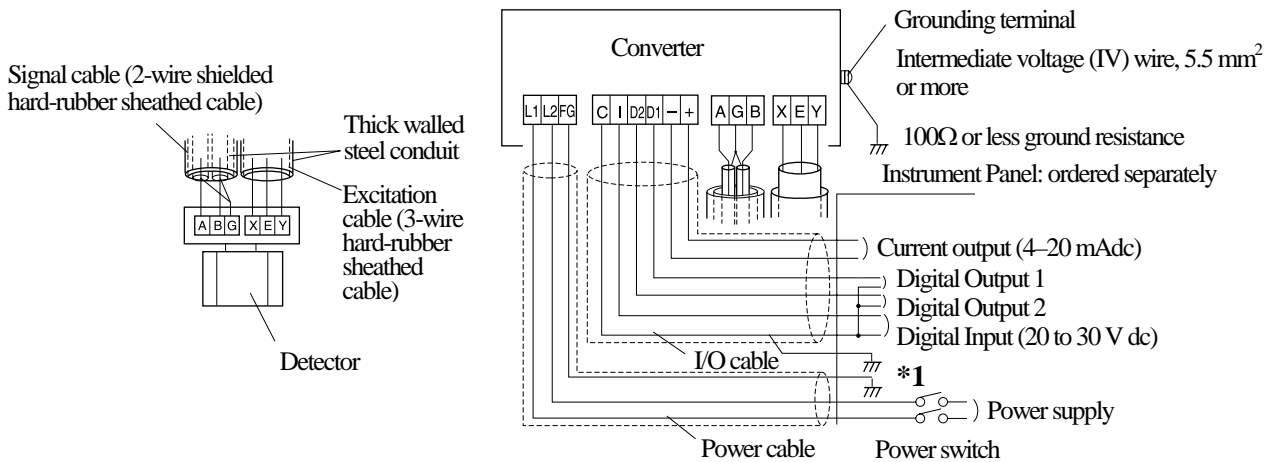 Signal cable (2-wire shielded
hard-rubber sheathed cable)
Thick walled
steel conduit
Excitation
cable (3-wire
hard-rubber
sheathed
cable)
A B G X E Y
Detector
Converter
L1 L2 FG C I D2 D1 − + A G B X E Y
Grounding terminal
Intermediate voltage (IV) wire, 5.5 mm²
or more
100Ω or less ground resistance
Instrument Panel: ordered separately
Current output (4–20 mAdc)
Digital Output 1
Digital Output 2
Digital Input (20 to 30 V dc)
I/O cable
*1
Power supply
Power cable
Power switch